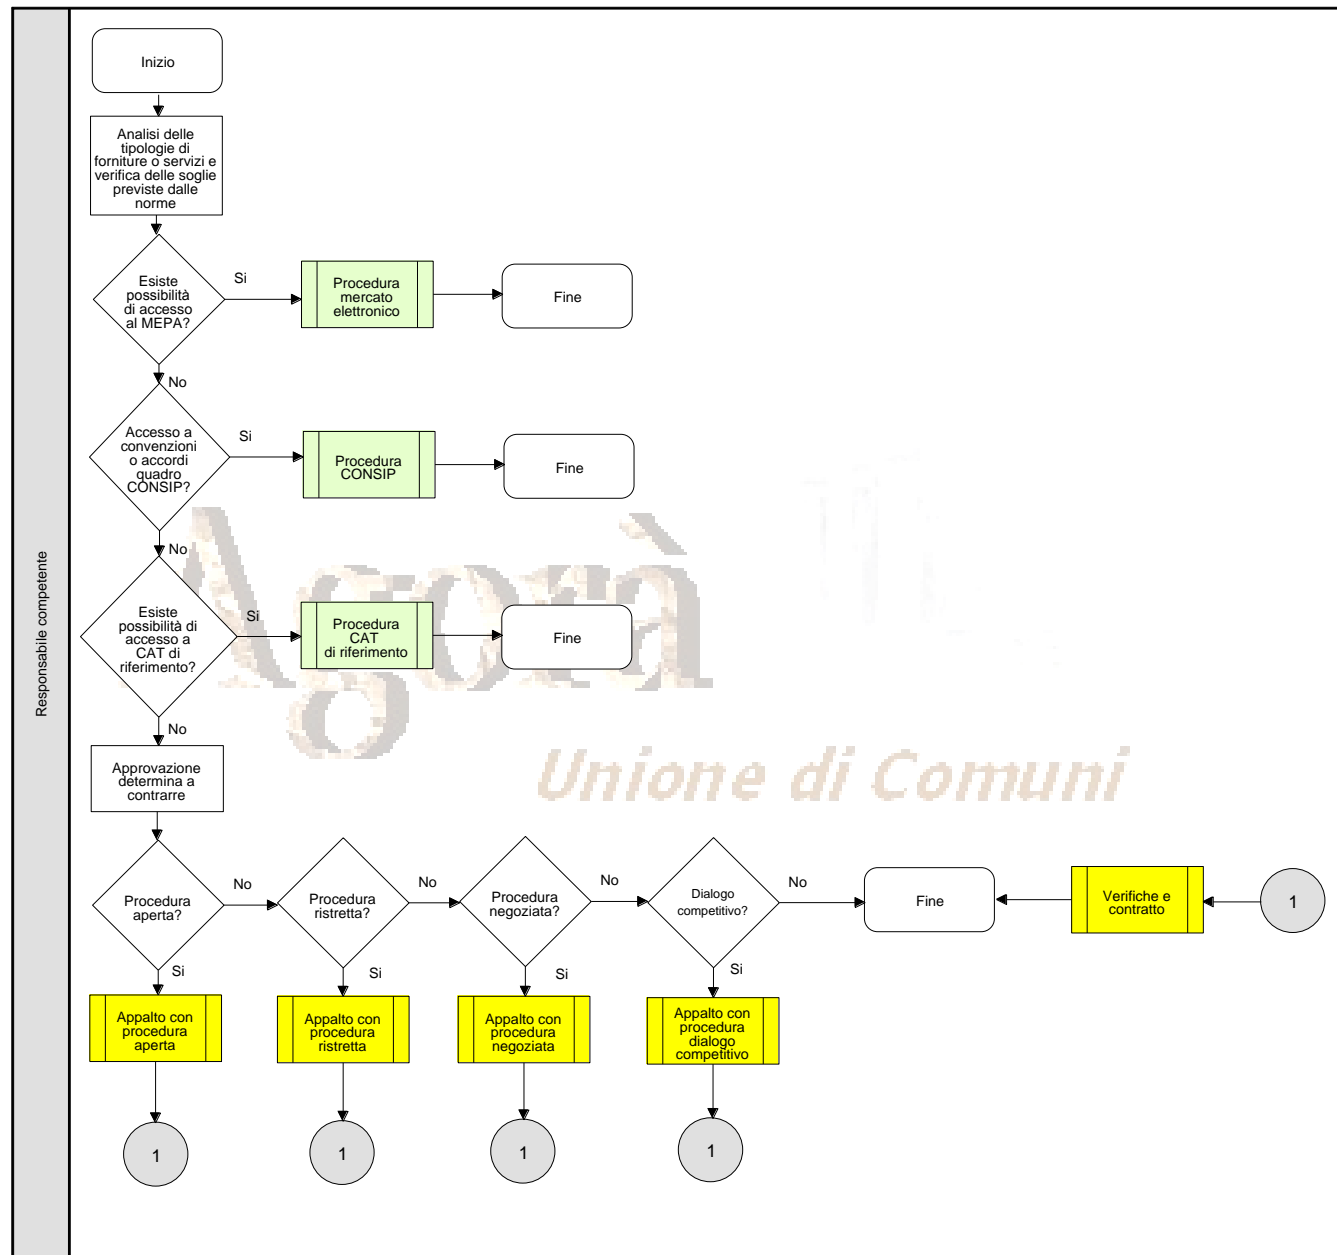 Responsabile competente
Inizio
Analisi delle
tipologie di
forniture o servizi e
verifica delle soglie
previste dalle
norme
Esiste
possibilità
di accesso
al MEPA?
Si
Procedura
mercato
elettronico
Fine
No
Accesso a
convenzioni
o accordi
quadro
CONSIP?
Si
Procedura
CONSIP
Fine
No
Esiste
possibilità di
accesso a
CAT di
riferimento?
Si
Procedura
CAT
di riferimento
Fine
No
Agorà
Unione di Comuni
Approvazione
determina a
contrarre
Procedura
aperta?
No
Procedura
ristretta?
No
Procedura
negoziata?
No
Dialogo
competitivo?
No
Fine
Verifiche e
contratto
1
Si
Si
Si
Si
Appalto con
procedura
aperta
Appalto con
procedura
ristretta
Appalto con
procedura
negoziata
Appalto con
procedura
dialogo
competitivo
1
1
1
1